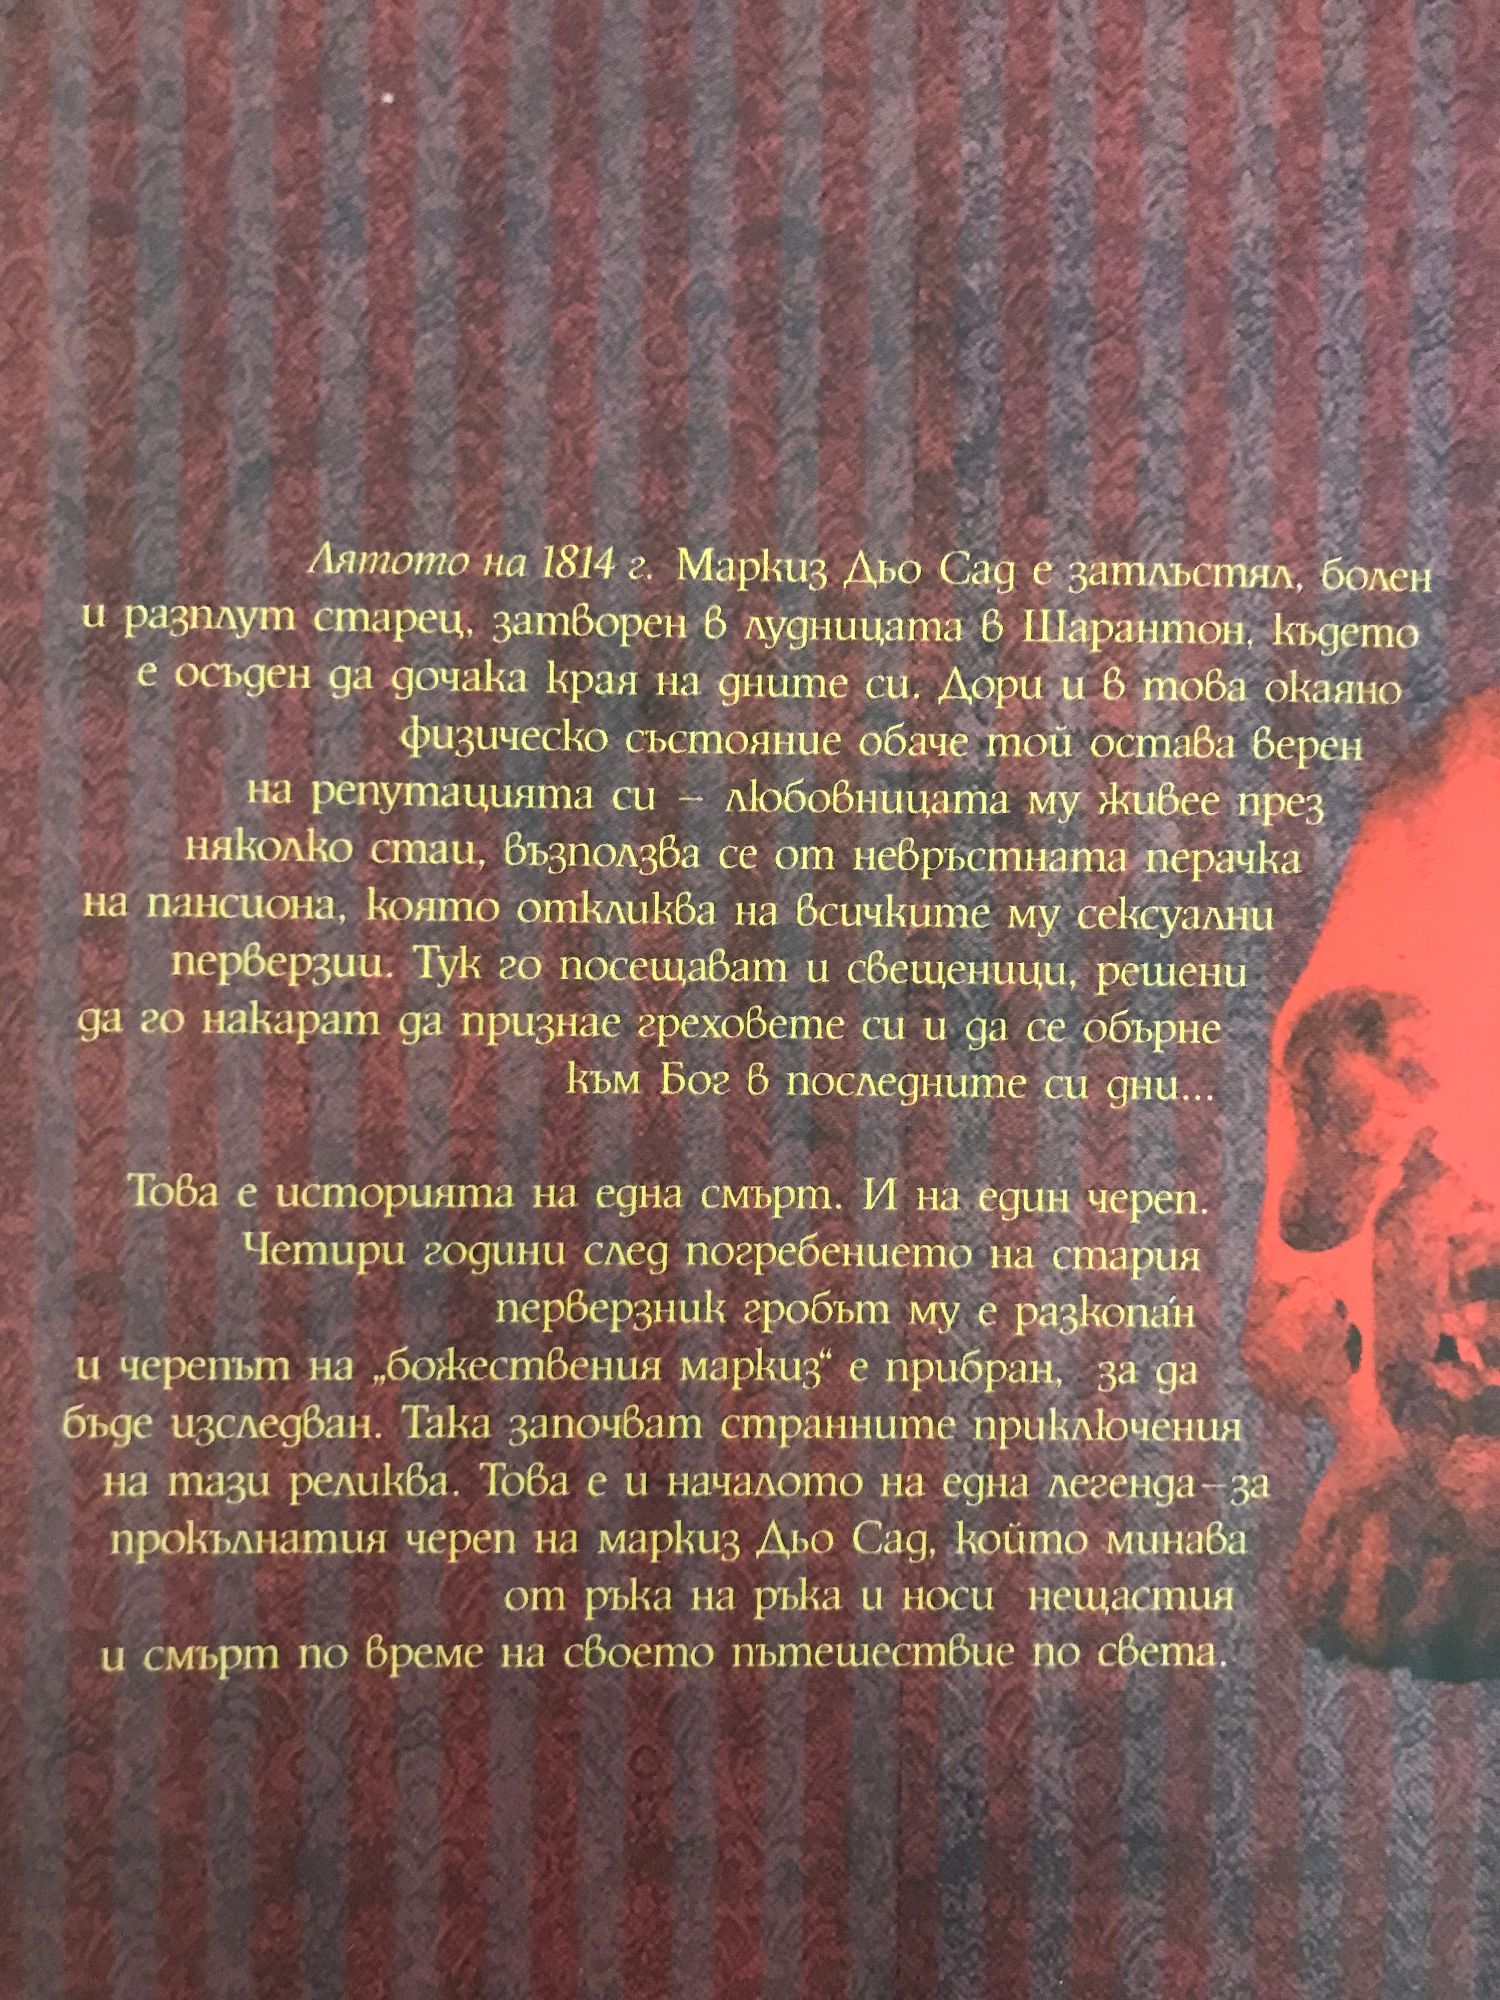 Лятото на 1814 г. Маркиз Дьо Сад е затлъстял, болен
и разплут старец, затворен в лудницата в Шарантон, където
е осъден да дочака края на дните си. Дори и в това окаяно
физическо състояние обаче той остава верен
на репутацията си – любовницата му живее през
няколко стаи, възползва се от невръстната перачка
на пансиона, която откликва на всичките му сексуални
перверзии. Тук го посещават и свещеници, решени
да го накарат да признае греховете си и да се обърне
към Бог в последните си дни...
Това е историята на една смърт. И на един череп.
Четири години след погребението на стария
перверзник гробът му е разкопан
и черепът на „божествения маркиз“ е прибран, за да
бъде изследван. Така започват странните приключения
на тази реликва. Това е и началото на една легенда – за
прокълнатия череп на маркиз Дьо Сад, който минава
от ръка на ръка и носи нещастия
и смърт по време на своето пътешествие по света.